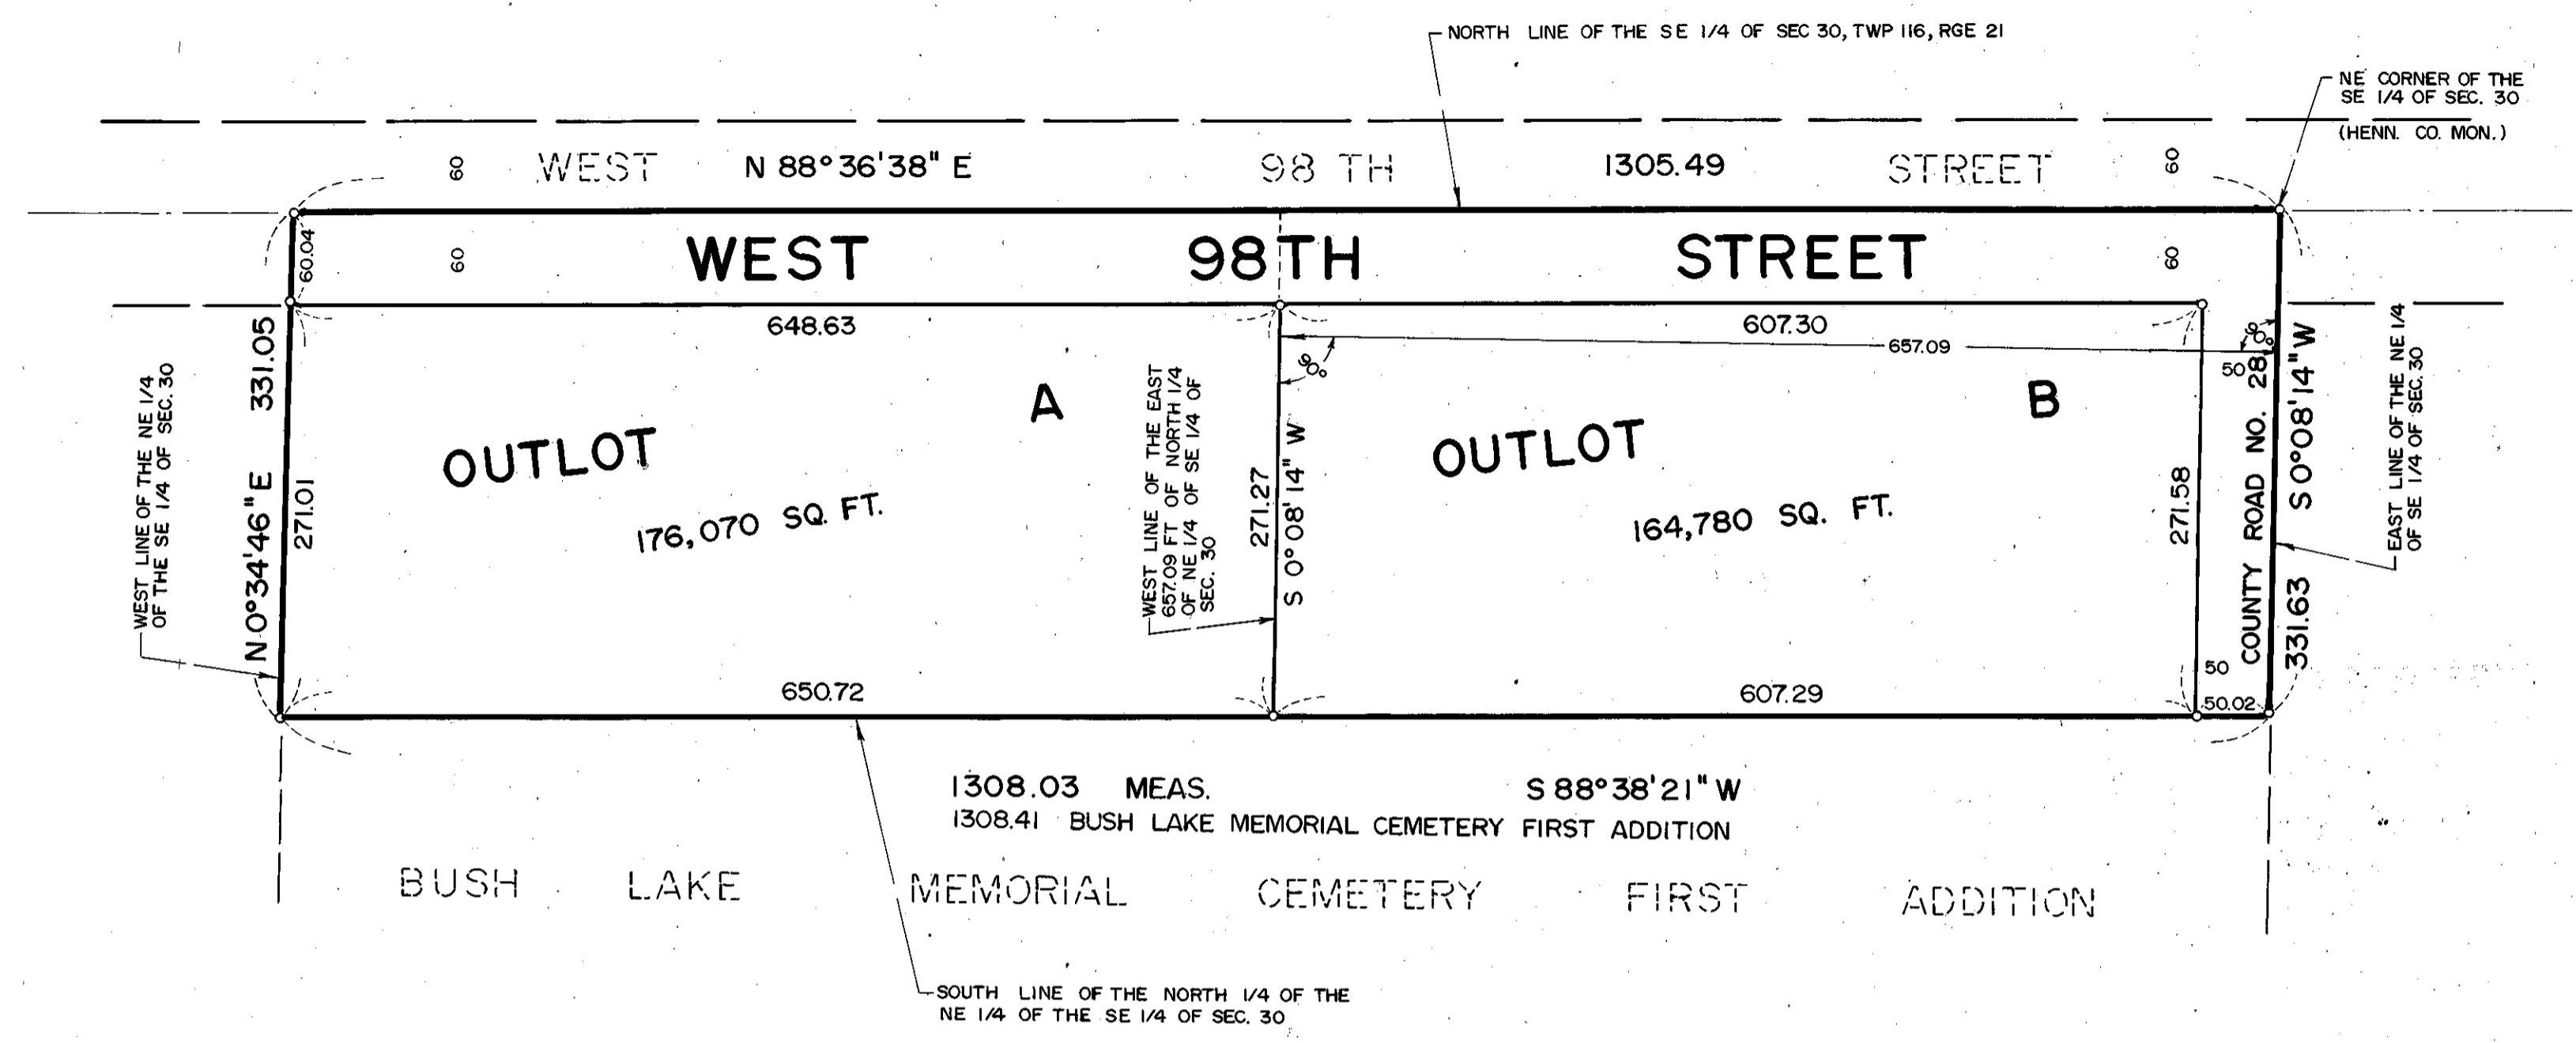 NORTH LINE OF THE SE 1/4 OF SEC 30, TWP 116, RGE 21
NE CORNER OF THE
SE 1/4 OF SEC. 30
(HENN. CO. MON.)
60 WEST N 88°36'38" E 98 TH 1305.49 STREET 60
60.04 60 WEST 98TH STREET 60
648.63
607.30
657.09
90°
90°
50
WEST LINE OF THE NE 1/4
OF THE SE 1/4 OF SEC. 30
N 0°34'46" E 331.05
271.01
OUTLOT A
176,070 SQ. FT.
WEST LINE OF THE EAST
657.09 FT OF NORTH 1/4
OF NE 1/4 OF SE 1/4 OF
SEC. 30
271.27
S 0°08'14" W
OUTLOT B
164,780 SQ. FT.
271.58
COUNTY ROAD NO. 28
S 0°08'14" W
331.63
EAST LINE OF THE NE 1/4
OF SE 1/4 OF SEC. 30
50
650.72
607.29
50.02
1308.03 MEAS. S 88°38'21" W
1308.41 BUSH LAKE MEMORIAL CEMETERY FIRST ADDITION
BUSH LAKE MEMORIAL CEMETERY FIRST ADDITION
SOUTH LINE OF THE NORTH 1/4 OF THE
NE 1/4 OF THE SE 1/4 OF SEC. 30